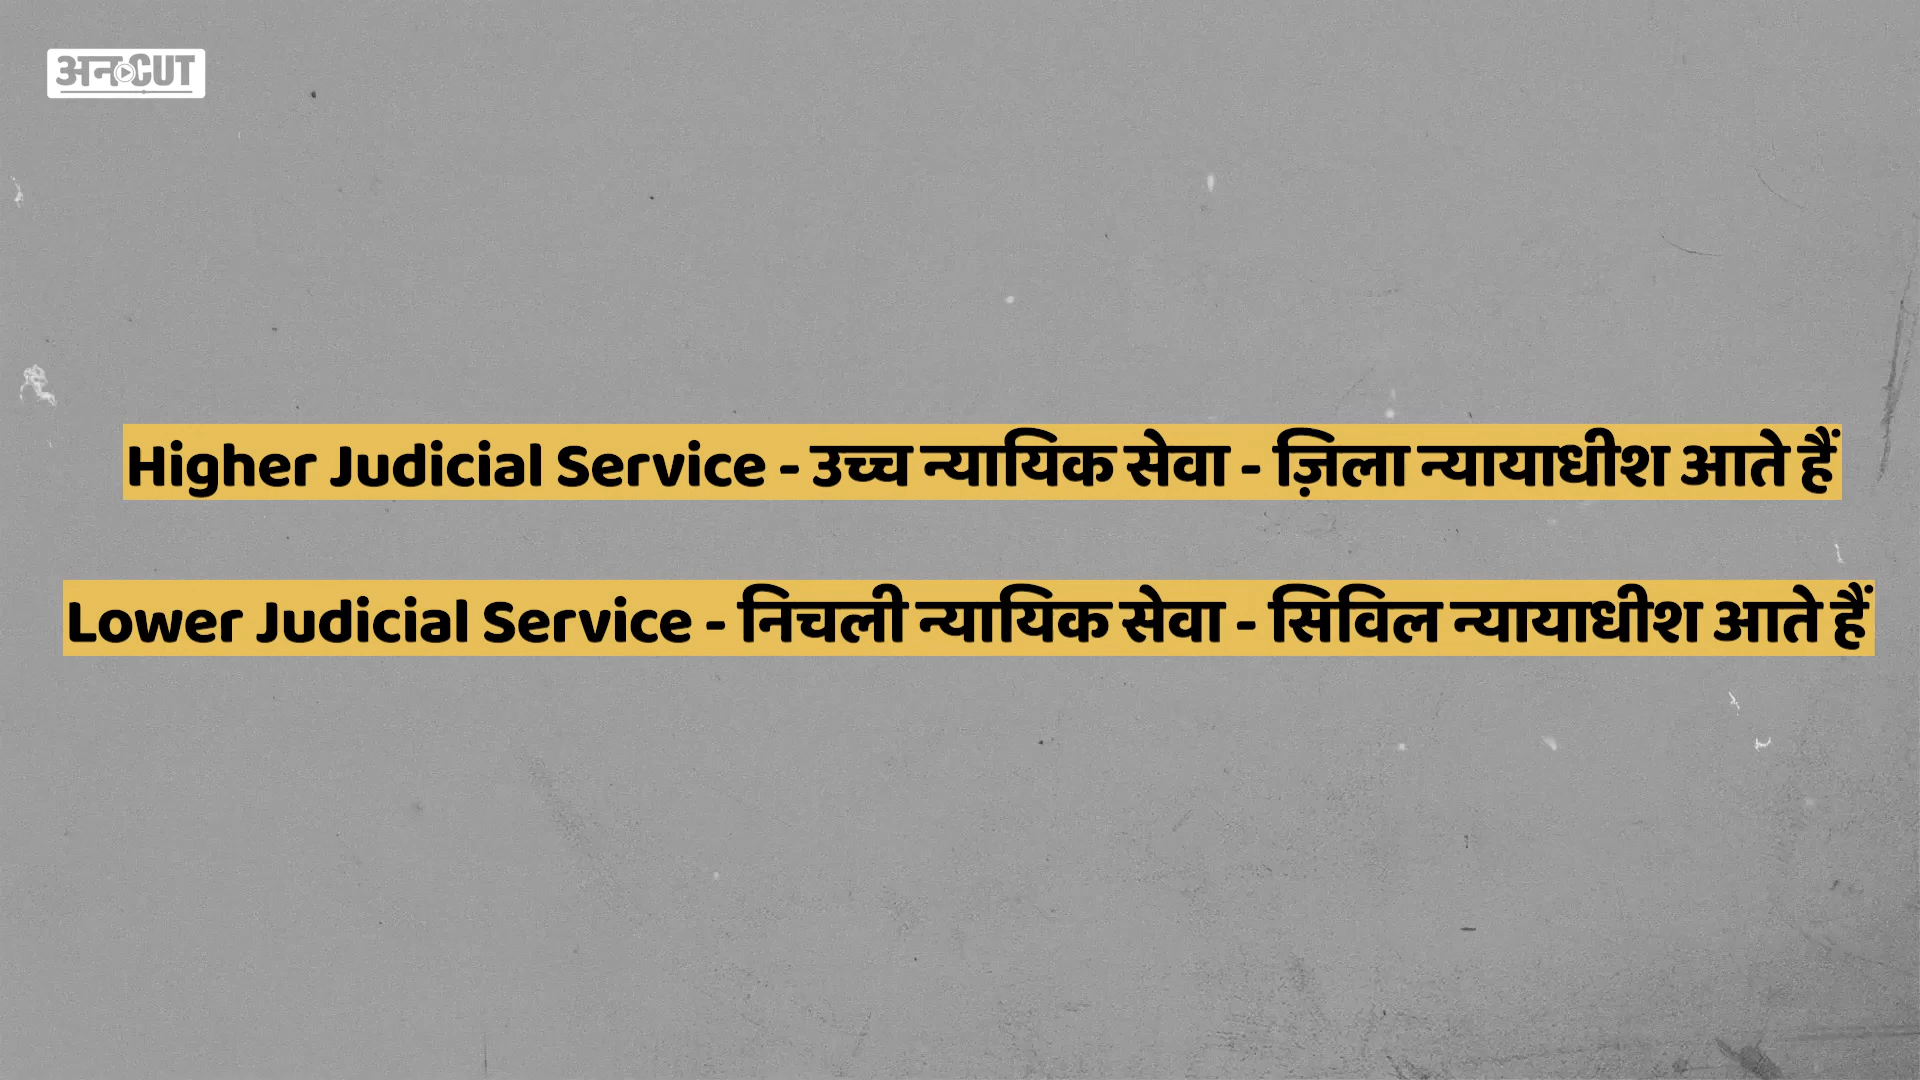 अनCUT
Higher Judicial Service - उच्च न्यायिक सेवा - ज़िला न्यायाधीश आते हैं
Lower Judicial Service - निचली न्यायिक सेवा - सिविल न्यायाधीश आते हैं